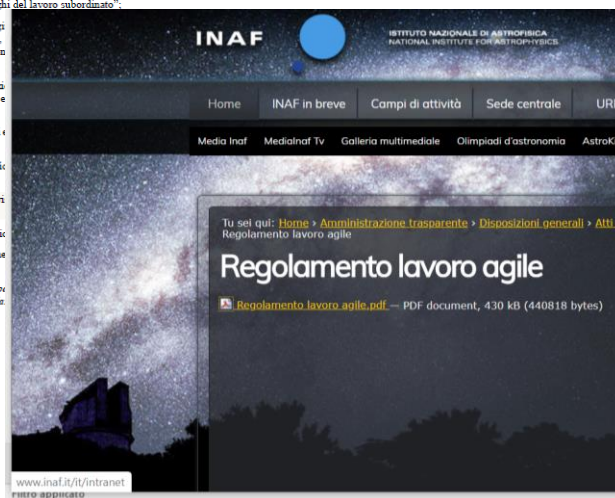 ghi del lavoro subordinato”;
INAF
ISTITUTO NAZIONALE DI ASTROFISICA
NATIONAL INSTITUTE FOR ASTROPHYSICS
Home INAF in breve Campi di attività Sede centrale UR
Media Inaf MediaInaf Tv Galleria multimediale Olimpiadi d'astronomia AstroKi
Tu sei qui: Home › Amministrazione trasparente › Disposizioni generali › Atti
Regolamento lavoro agile
Regolamento lavoro agile
Regolamento lavoro agile.pdf — PDF document, 430 kB (440818 bytes)
www.inaf.it/it/intranet
Filtro applicato